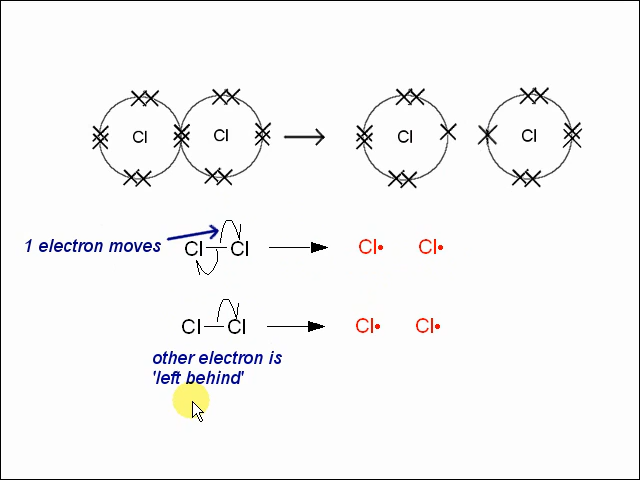 Cl Cl Cl Cl
1 electron moves Cl—Cl Cl• Cl•
Cl—Cl Cl• Cl•
other electron is
'left behind'